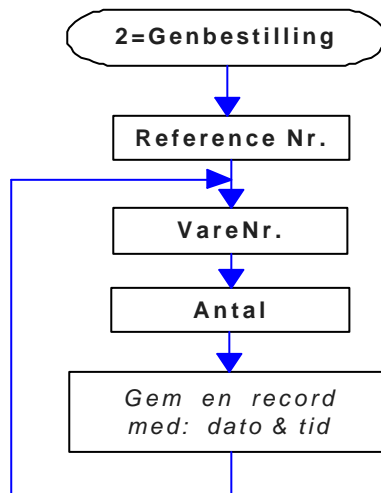 2=Genbestilling
Reference Nr.
VareNr.
Antal
Gem en record
med: dato & tid